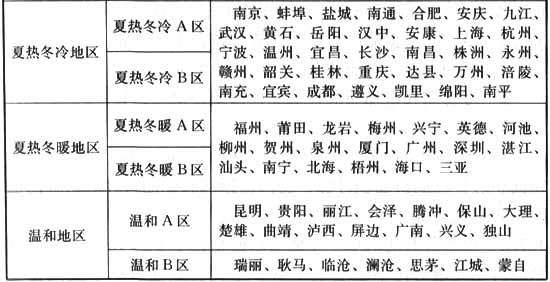 夏热冬冷地区
夏热冬冷 A 区
夏热冬冷 B 区
南京、蚌埠、盐城、南通、合肥、安庆、九江、
武汉、黄石、岳阳、汉中、安康、上海、杭州、
宁波、温州、宜昌、长沙、南昌、株洲、永州、
赣州、韶关、桂林、重庆、达县、万州、涪陵、
南充、宜宾、成都、遵义、凯里、绵阳、南平
夏热冬暖地区
夏热冬暖 A 区
夏热冬暖 B 区
福州、莆田、龙岩、梅州、兴宁、英德、河池、
柳州、贺州、泉州、厦门、广州、深圳、湛江、
汕头、南宁、北海、梧州、海口、三亚
温和地区
温和 A 区
昆明、贵阳、丽江、会泽、腾冲、保山、大理、
楚雄、曲靖、泸西、屏边、广南、兴义、独山
温和 B 区
瑞丽、耿马、临沧、澜沧、思茅、江城、蒙自